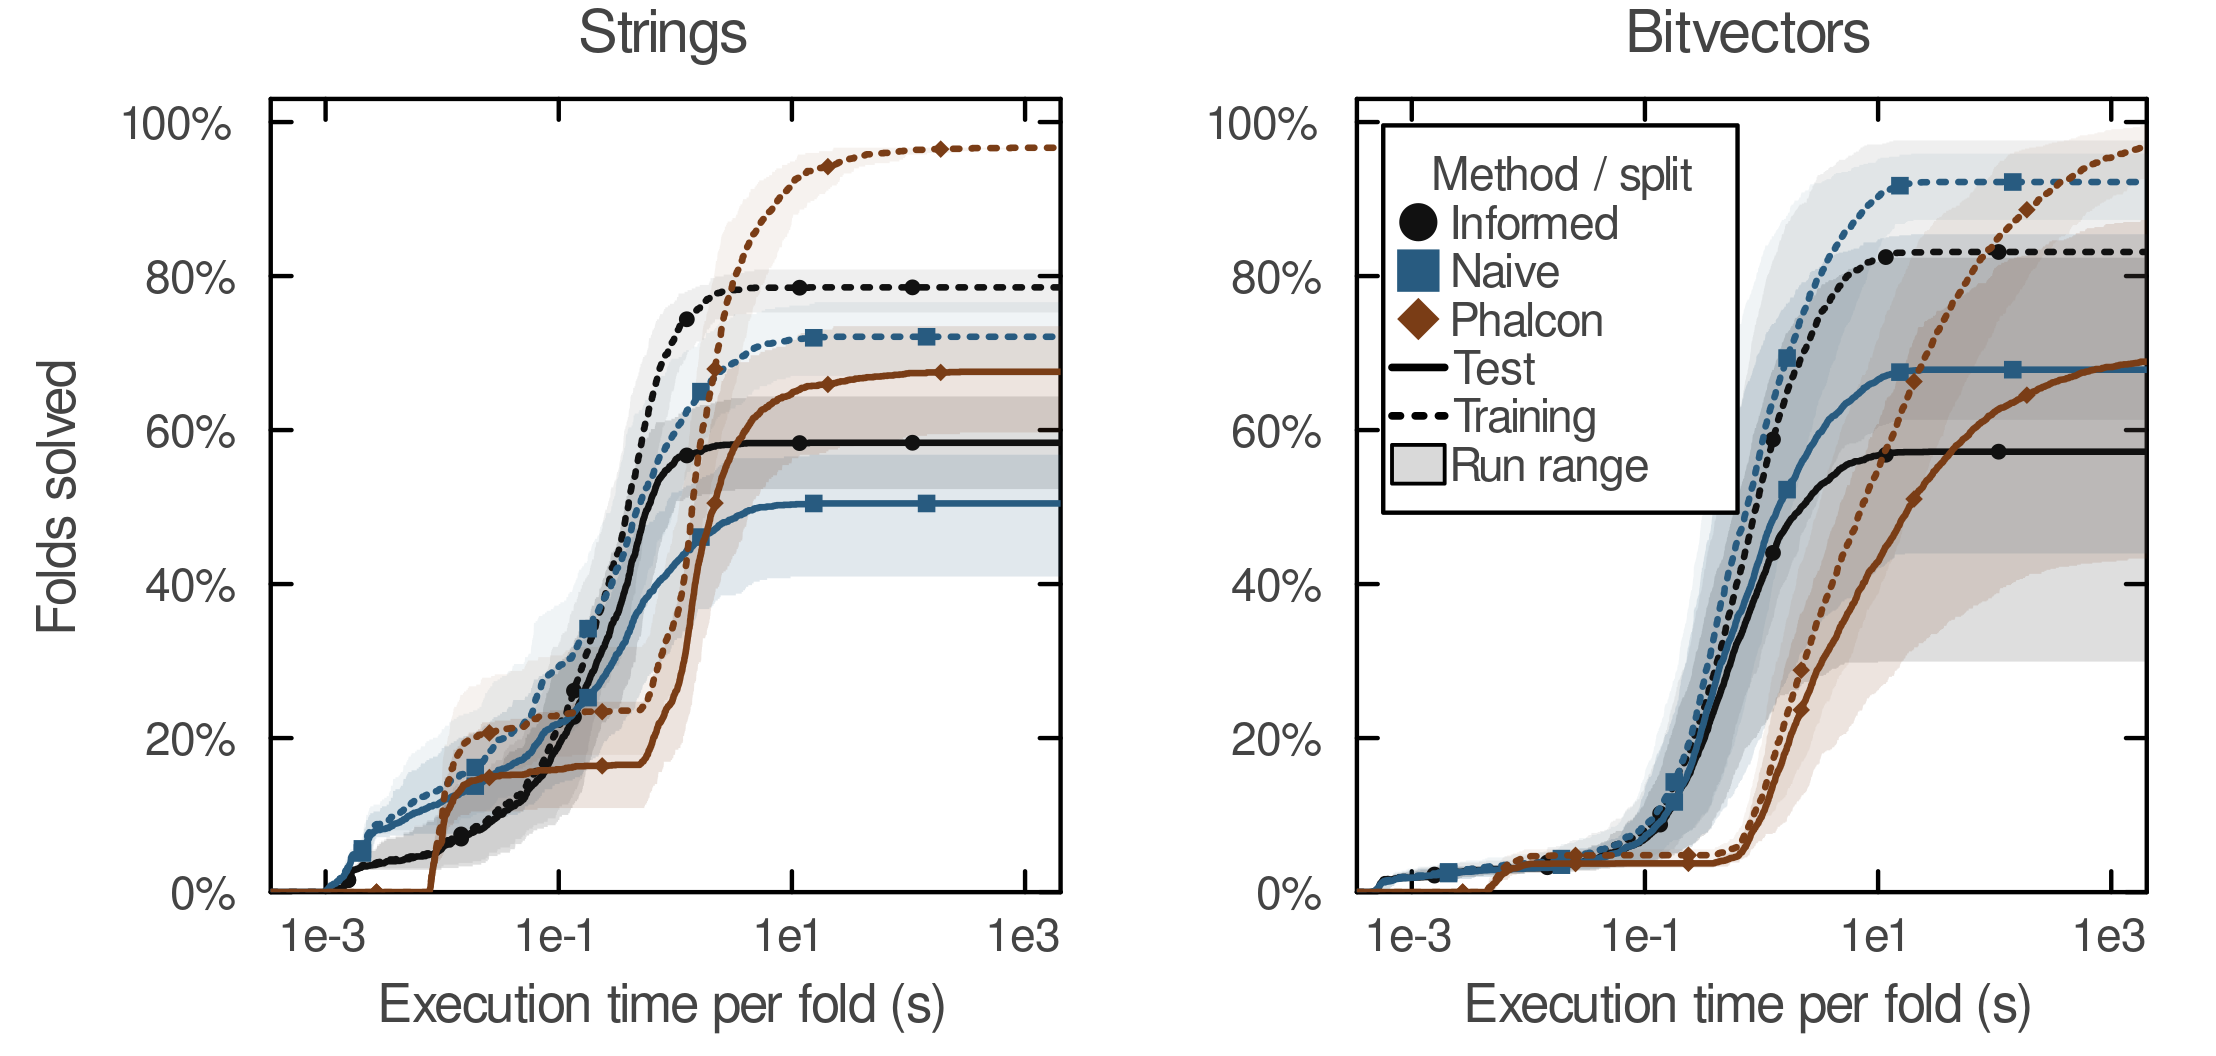 Strings
Bitvectors
Folds solved
100%
80%
60%
40%
20%
0%
1e-3
1e-1
1e1
1e3
Execution time per fold (s)
100%
80%
60%
40%
20%
0%
Method / split
Informed
Naive
Phalcon
Test
Training
Run range
1e-3
1e-1
1e1
1e3
Execution time per fold (s)